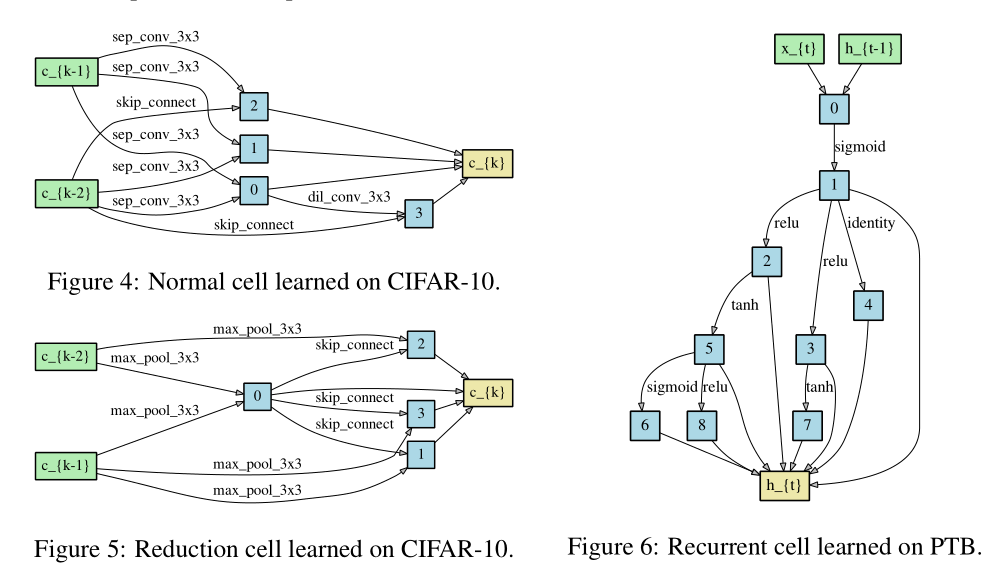 sep_conv_3x3
c_{k-1}
sep_conv_3x3
skip_connect
2
sep_conv_3x3
1
c_{k}
sep_conv_3x3
c_{k-2}
0
sep_conv_3x3
dil_conv_3x3
3
skip_connect
Figure 4: Normal cell learned on CIFAR-10.
max_pool_3x3
c_{k-2}
max_pool_3x3
skip_connect
2
0
c_{k}
skip_connect
max_pool_3x3
3
skip_connect
c_{k-1}
max_pool_3x3
1
max_pool_3x3
Figure 5: Reduction cell learned on CIFAR-10.
x_{t}
h_{t-1}
0
sigmoid
1
relu
identity
2
relu
4
tanh
5
3
sigmoid
relu
tanh
6
8
7
h_{t}
Figure 6: Recurrent cell learned on PTB.